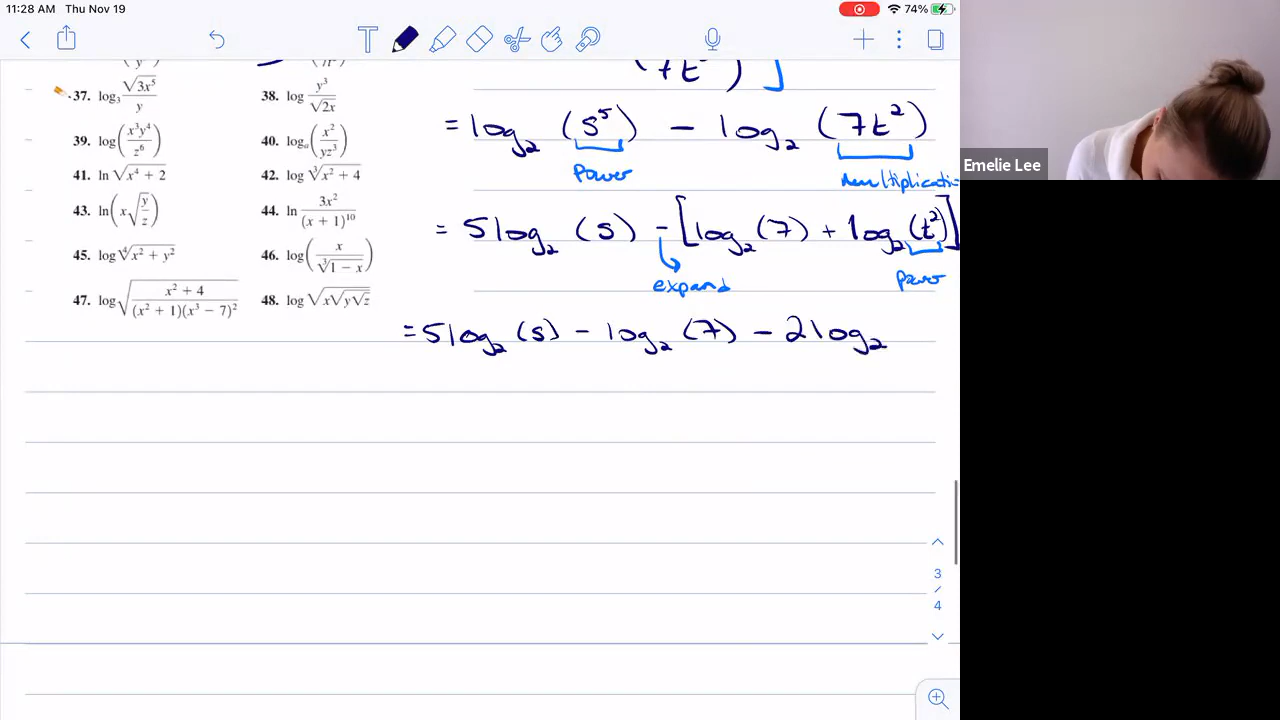 11:28 AM Thu Nov 19
74%
T
37. log₃ √3x⁵ / y
38. log y³ / √2x
39. log(x³y⁴ / z⁶)
40. logₐ(x² / yz³)
41. ln √x⁴ + 2
42. log ∛x² + 4
43. ln(x√y/z)
44. ln 3x² / (x + 1)¹⁰
45. log ∜x² + y²
46. log(x / ∛1 − x)
47. log √x² + 4 / (x² + 1)(x³ − 7)²
48. log √x√y√z
= log₂ (s⁵) − log₂ (7t²)
Power
= 5log₂ (s) − [log₂(7) + log₂(t²)]
expand
Power
= 5log₂ (s) − log₂ (7) − 2log₂
Emelie Lee
3
/
4